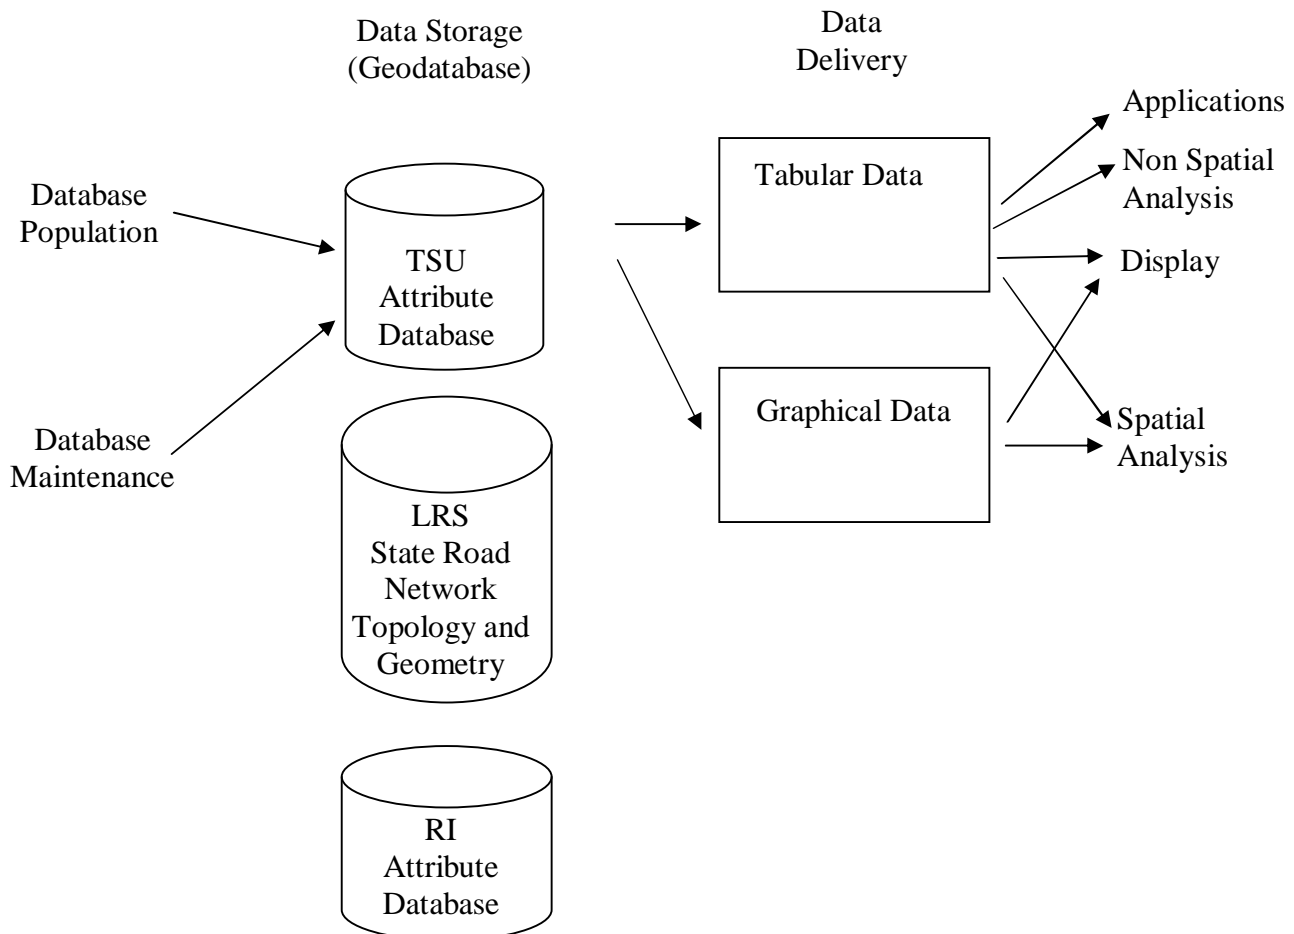 Data Storage
(Geodatabase)
Data
Delivery
Database
Population
Database
Maintenance
TSU
Attribute
Database
LRS
State Road
Network
Topology and
Geometry
RI
Attribute
Database
Tabular Data
Graphical Data
Applications
Non Spatial
Analysis
Display
Spatial
Analysis